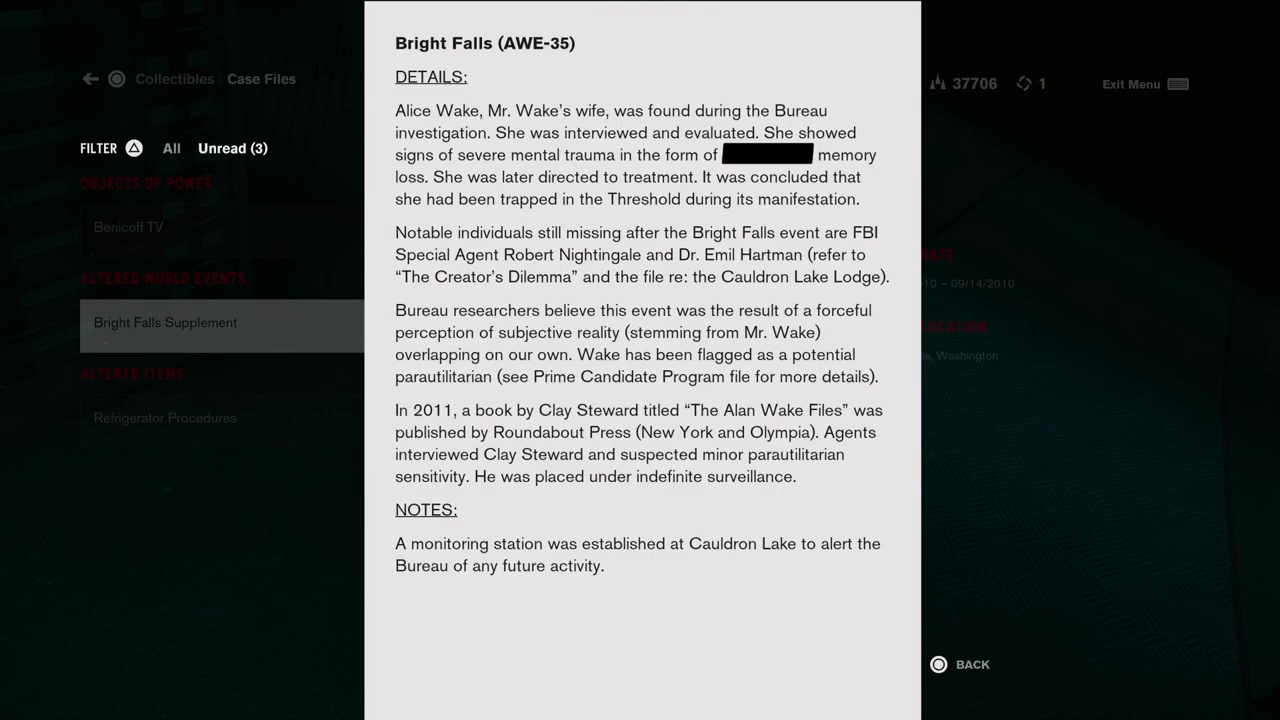 Bright Falls (AWE-35)
DETAILS:
Alice Wake, Mr. Wake's wife, was found during the Bureau
investigation. She was interviewed and evaluated. She showed
signs of severe mental trauma in the form of memory
loss. She was later directed to treatment. It was concluded that
she had been trapped in the Threshold during its manifestation.
Notable individuals still missing after the Bright Falls event are FBI
Special Agent Robert Nightingale and Dr. Emil Hartman (refer to
“The Creator's Dilemma” and the file re: the Cauldron Lake Lodge).
Bureau researchers believe this event was the result of a forceful
perception of subjective reality (stemming from Mr. Wake)
overlapping on our own. Wake has been flagged as a potential
parautilitarian (see Prime Candidate Program file for more details).
In 2011, a book by Clay Steward titled “The Alan Wake Files” was
published by Roundabout Press (New York and Olympia). Agents
interviewed Clay Steward and suspected minor parautilitarian
sensitivity. He was placed under indefinite surveillance.
NOTES:
A monitoring station was established at Cauldron Lake to alert the
Bureau of any future activity.
Collectibles / Case Files
FILTER All Unread (3)
OBJECTS OF POWER
Benicoff TV
ALTERED WORLD EVENTS
Bright Falls Supplement
ALTERED ITEMS
Refrigerator Procedures
37706 1 Exit Menu
DATE
10 – 09/14/2010
LOCATION
ls, Washington
BACK